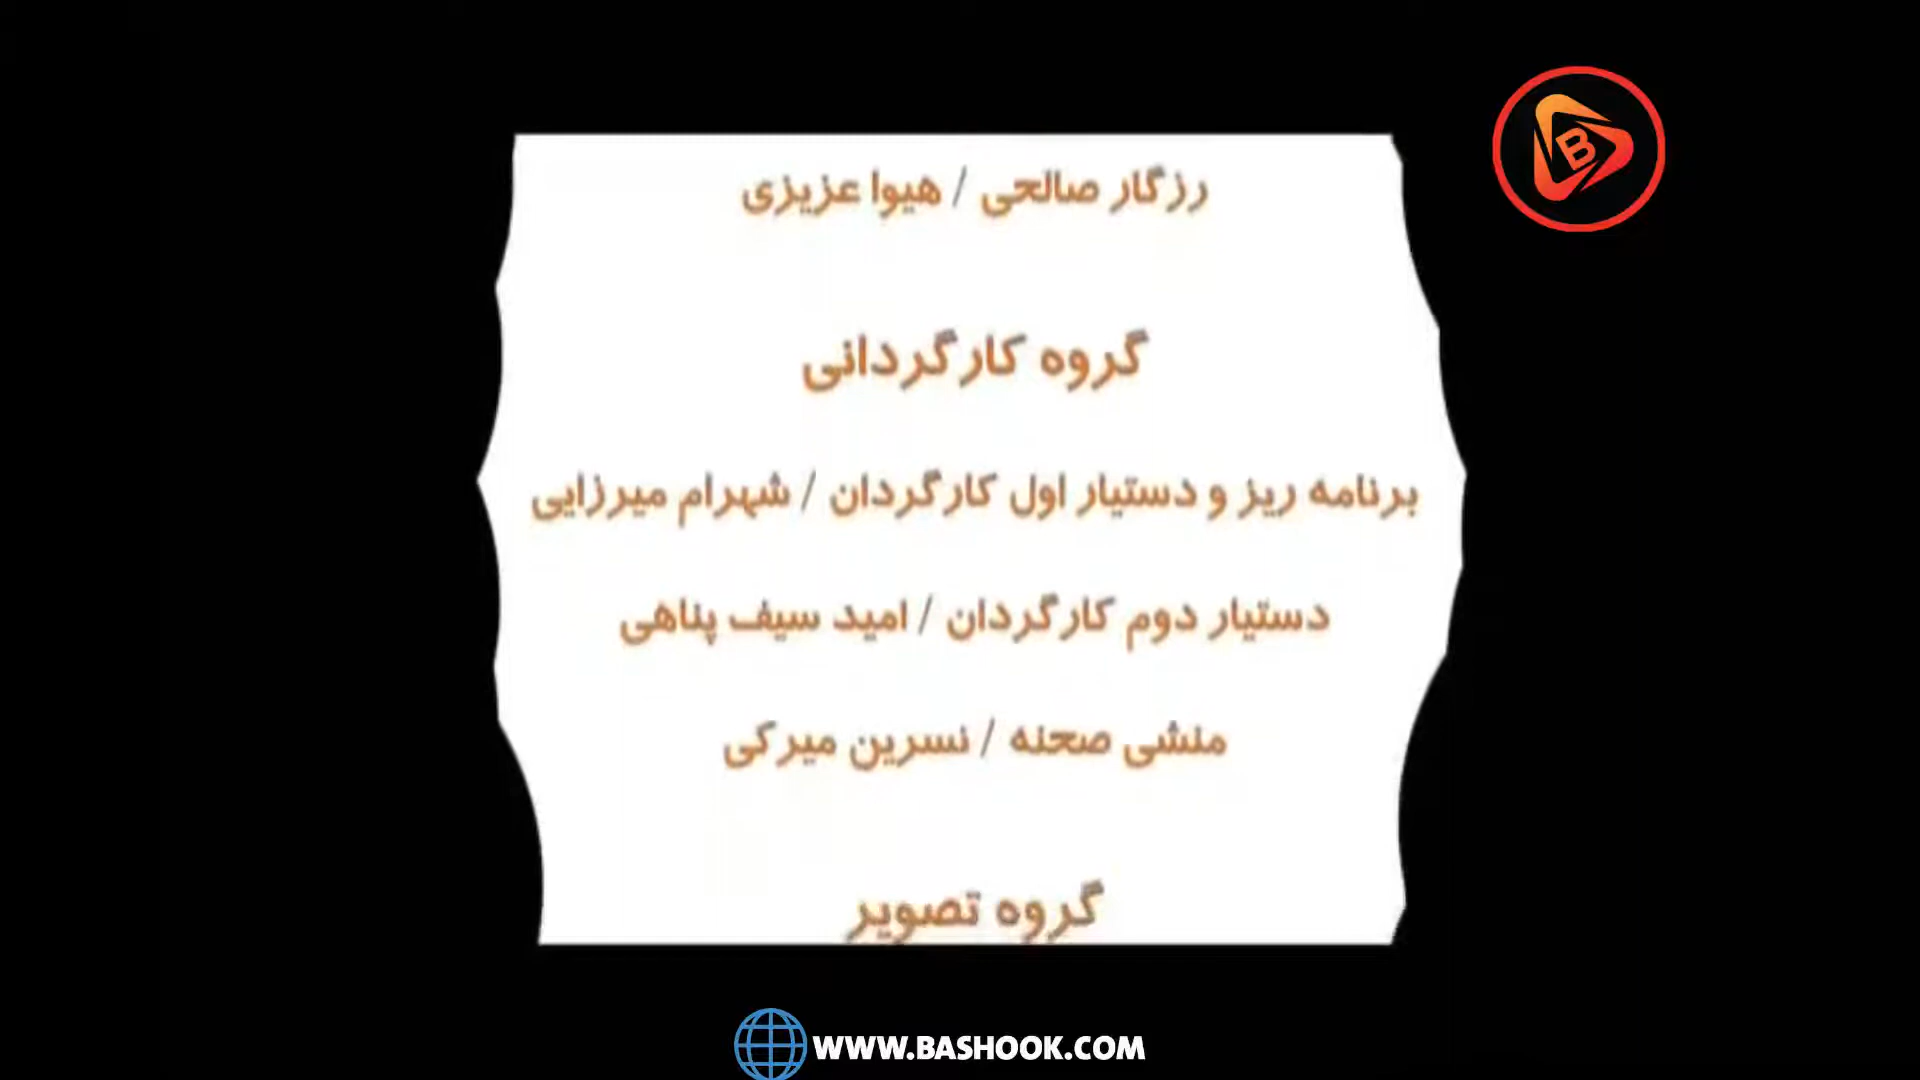 رزگار صالحی / هیوا عزیزی
گروه کارگردانی
برنامه ریز و دستیار اول کارگردان / شهرام میرزایی
دستیار دوم کارگردان / امید سیف پناهی
منشی صحنه / نسرین میرکی
گروه تصویر
B
WWW.BASHOOK.COM